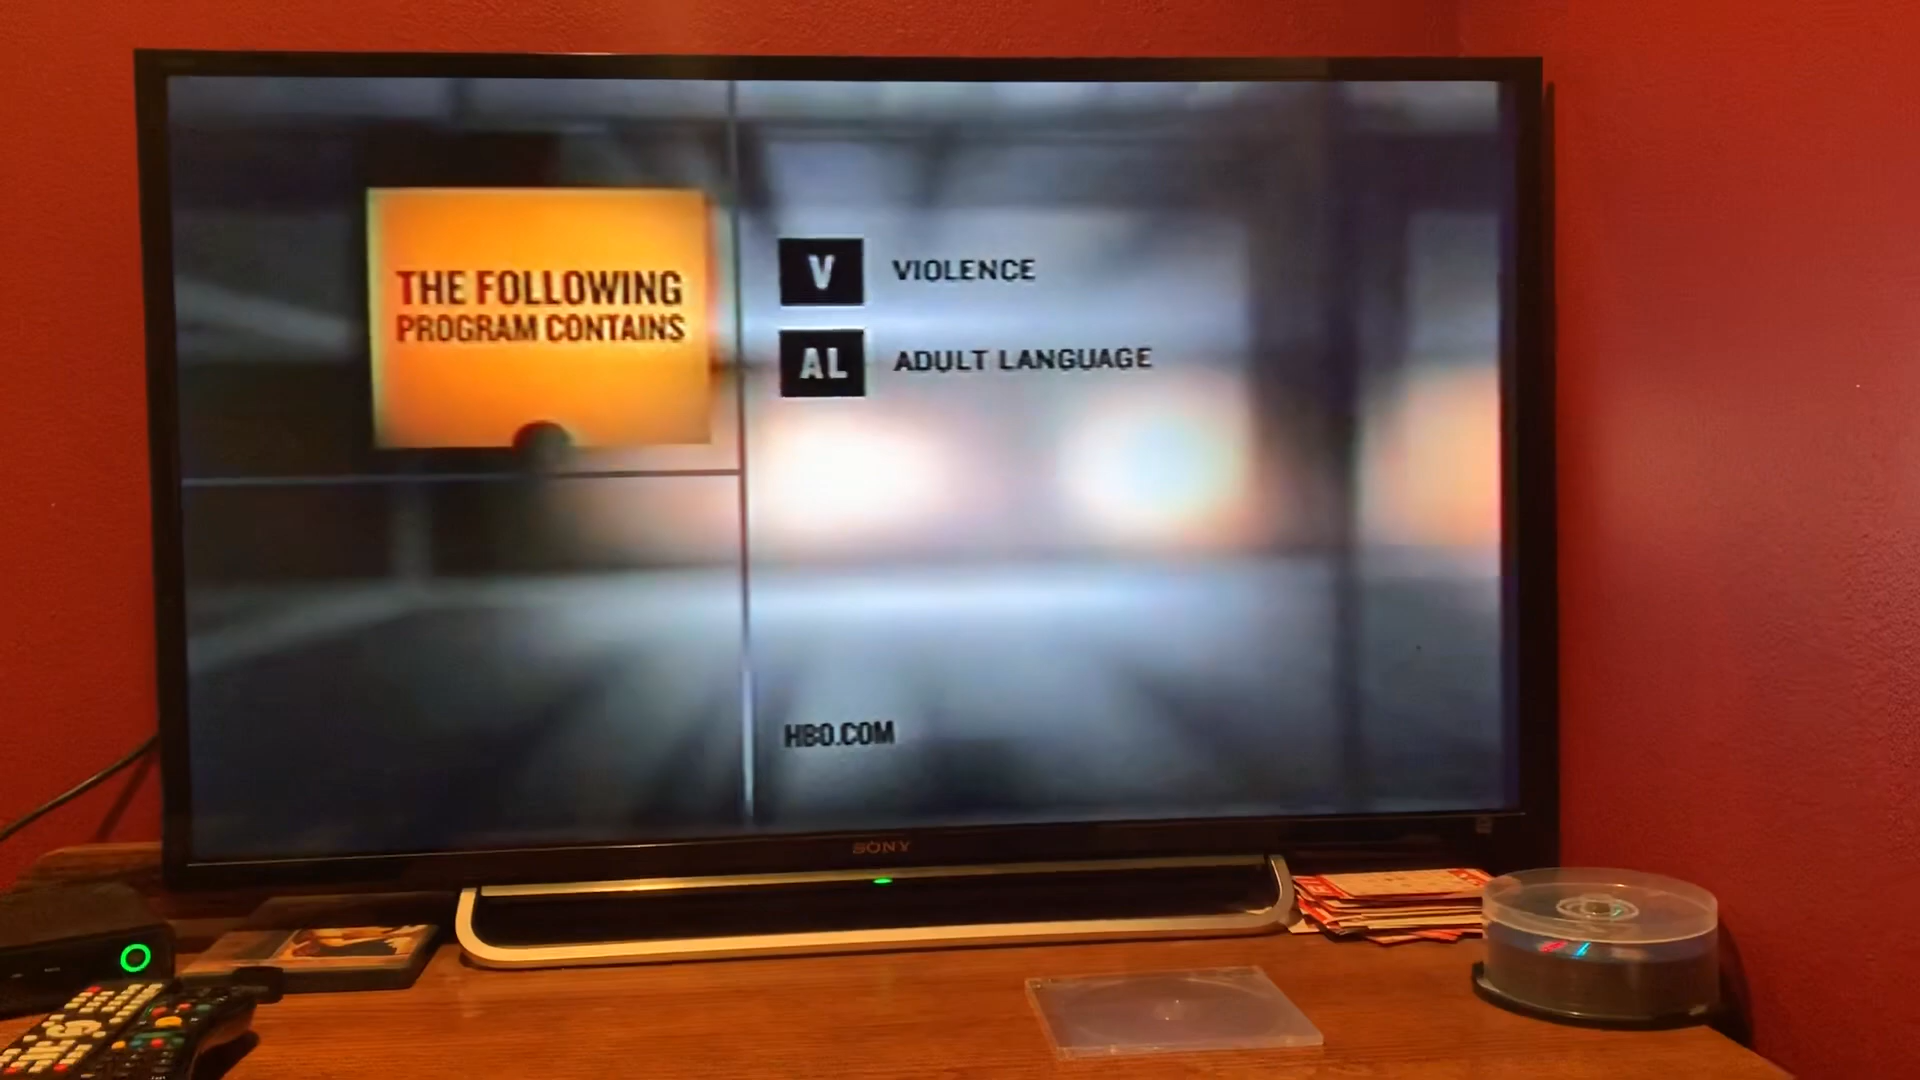 THE FOLLOWING
PROGRAM CONTAINS
V VIOLENCE
AL ADULT LANGUAGE
HBO.COM
SONY